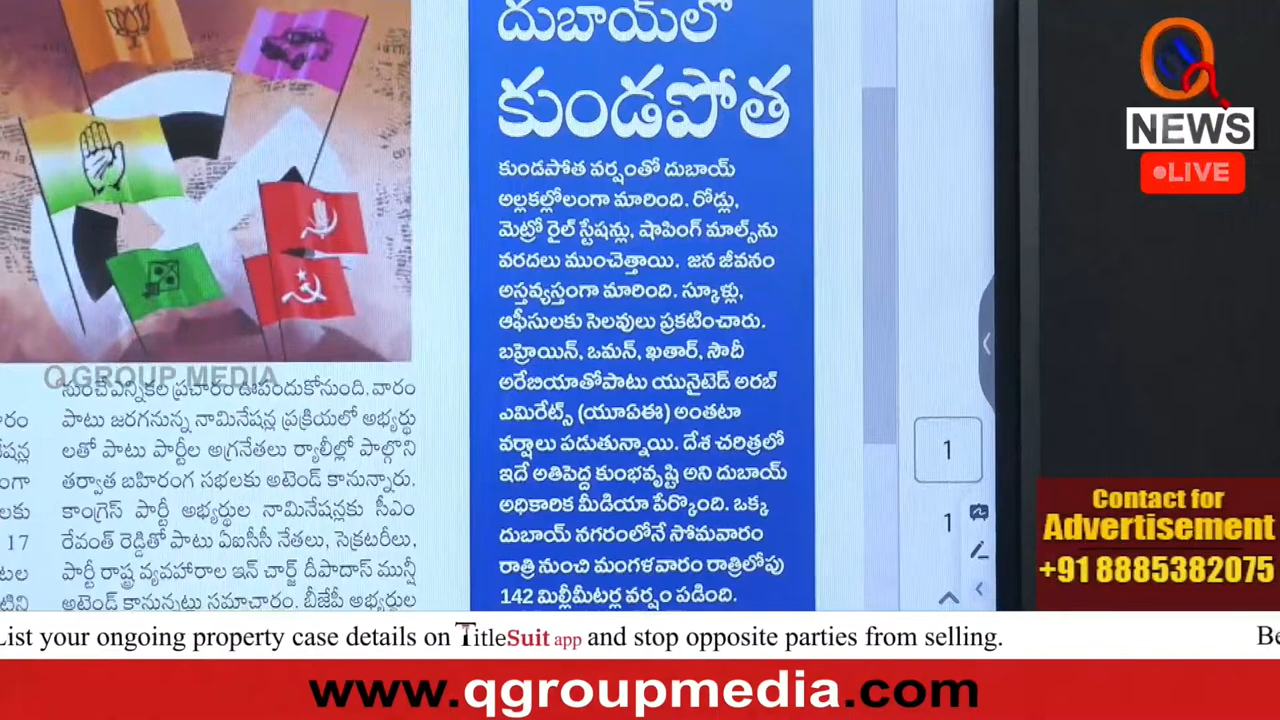 దుబాయ్‌లో
కుండపోత
కుండపోత వర్షంతో దుబాయ్
అల్లకల్లోలంగా మారింది. రోడ్లు,
మెట్రో రైల్ స్టేషన్లు, షాపింగ్ మాల్స్‌ను
వరదలు ముంచెత్తాయి. జన జీవనం
అస్తవ్యస్తంగా మారింది. స్కూళ్లు,
ఆఫీసులకు సెలవులు ప్రకటించారు.
బహ్రెయిన్, ఒమన్, ఖతార్, సౌదీ
అరేబియాతోపాటు యునైటెడ్ అరబ్
ఎమిరేట్స్ (యూఏఈ) అంతటా
వర్షాలు పడుతున్నాయి. దేశ చరిత్రలో
ఇదే అతిపెద్ద కుంభవృష్టి అని దుబాయ్
అధికారిక మీడియా పేర్కొంది. ఒక్క
దుబాయ్ నగరంలోనే సోమవారం
రాత్రి నుంచి మంగళవారం రాత్రిలోపు
142 మిల్లీమీటర్ల వర్షం పడింది.
Q GROUP MEDIA
నుంచే ఎన్నికల ప్రచారం ఊపందుకోనుంది. వారం
పాటు జరగనున్న నామినేషన్ల ప్రక్రియలో అభ్యర్థు
లతో పాటు పార్టీల అగ్రనేతలు ర్యాలీల్లో పాల్గొని
తర్వాత బహిరంగ సభలకు అటెండ్ కానున్నారు.
కాంగ్రెస్ పార్టీ అభ్యర్థుల నామినేషన్లకు సీఎం
రేవంత్ రెడ్డితో పాటు ఏఐసీసీ నేతలు, సెక్రటరీలు,
పార్టీ రాష్ట్ర వ్యవహారాల ఇన్ చార్జ్ దీపాదాస్ మున్షీ
అటెండ్ కానున్నట్టు సమాచారం. బీజేపీ అభ్యర్థుల
17
1
1
Q
NEWS
LIVE
Contact for
Advertisement
+91 8885382075
List your ongoing property case details on TitleSuit app and stop opposite parties from selling.
Be
www.qgroupmedia.com